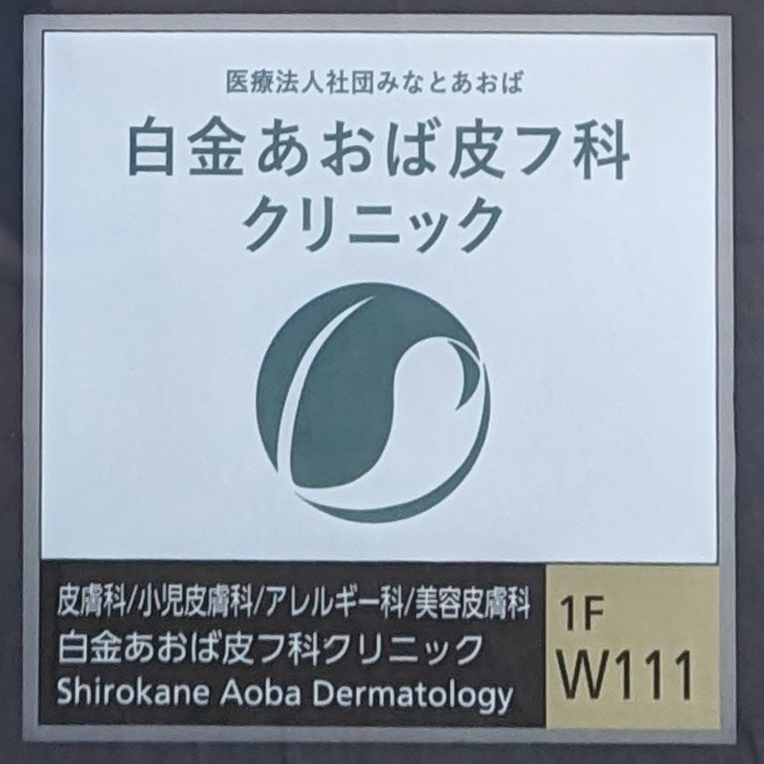 医療法人社団みなとあおば
白金あおば皮フ科
クリニック
皮膚科/小児皮膚科/アレルギー科/美容皮膚科
白金あおば皮フ科クリニック
Shirokane Aoba Dermatology
1F
W111